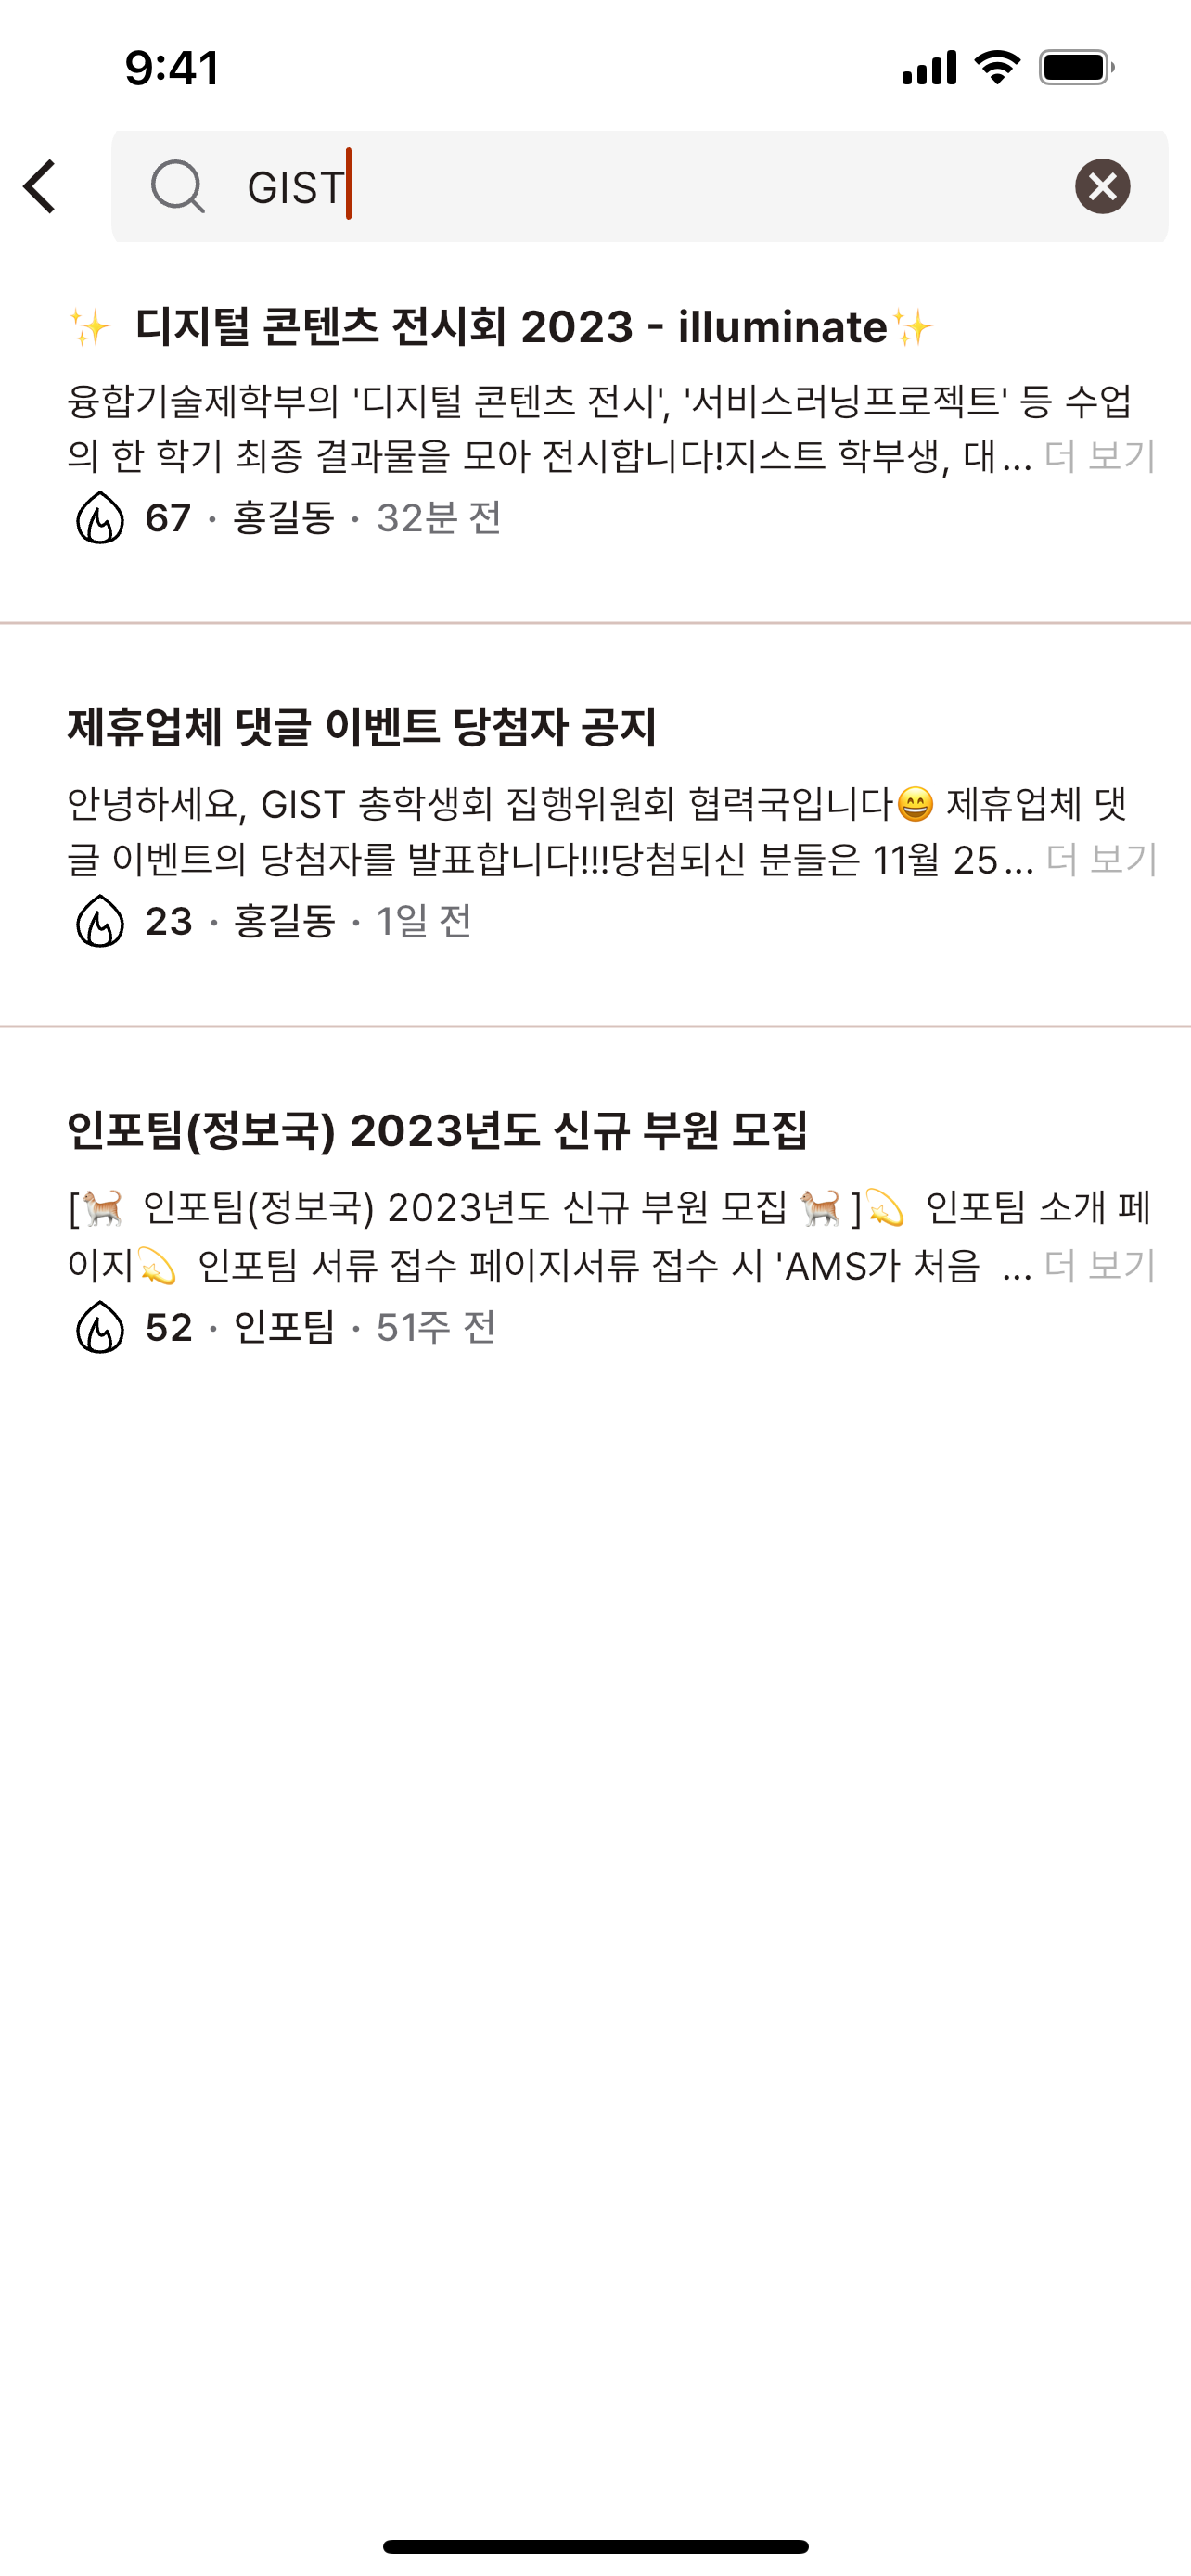 9:41
GIST
✨ 디지털 콘텐츠 전시회 2023 - illuminate✨
융합기술제학부의 '디지털 콘텐츠 전시', '서비스러닝프로젝트' 등 수업
의 한 학기 최종 결과물을 모아 전시합니다!지스트 학부생, 대... 더 보기
67 · 홍길동 · 32분 전
제휴업체 댓글 이벤트 당첨자 공지
안녕하세요, GIST 총학생회 집행위원회 협력국입니다😄 제휴업체 댓
글 이벤트의 당첨자를 발표합니다!!!당첨되신 분들은 11월 25... 더 보기
23 · 홍길동 · 1일 전
인포팀(정보국) 2023년도 신규 부원 모집
[🐈 인포팀(정보국) 2023년도 신규 부원 모집 🐈]💫 인포팀 소개 페
이지💫 인포팀 서류 접수 페이지서류 접수 시 'AMS가 처음 ... 더 보기
52 · 인포팀 · 51주 전